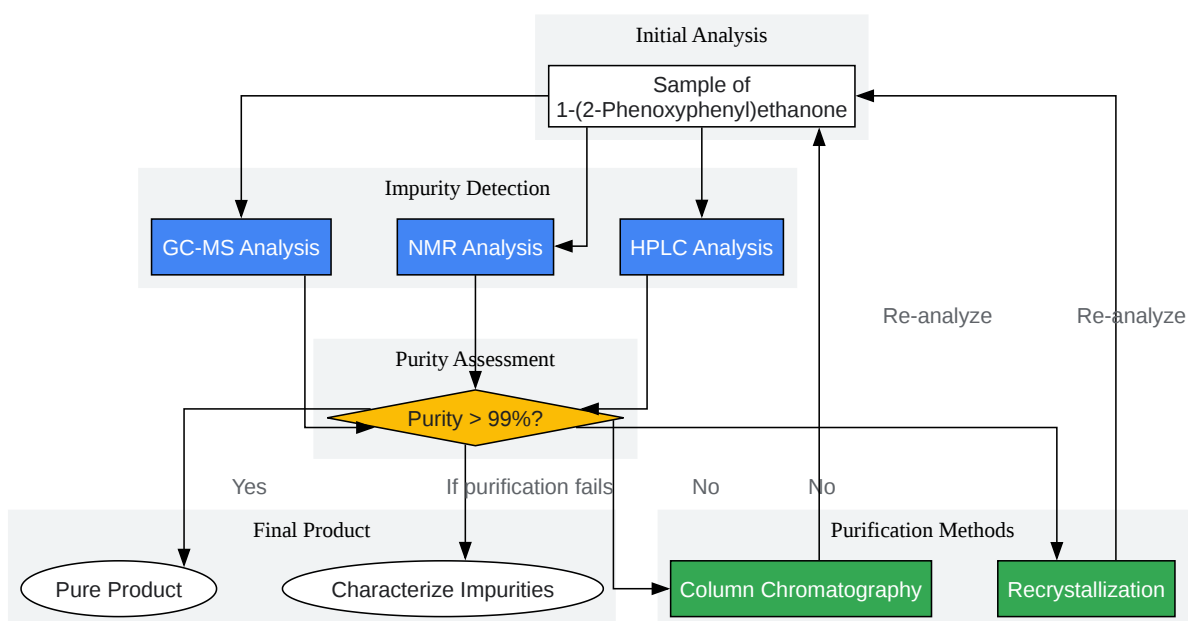 Initial Analysis
Sample of
1-(2-Phenoxyphenyl)ethanone
Impurity Detection
GC-MS Analysis
NMR Analysis
HPLC Analysis
Re-analyze
Re-analyze
Purity Assessment
Purity > 99%?
Yes
If purification fails
No
No
Final Product
Purification Methods
Pure Product
Characterize Impurities
Column Chromatography
Recrystallization